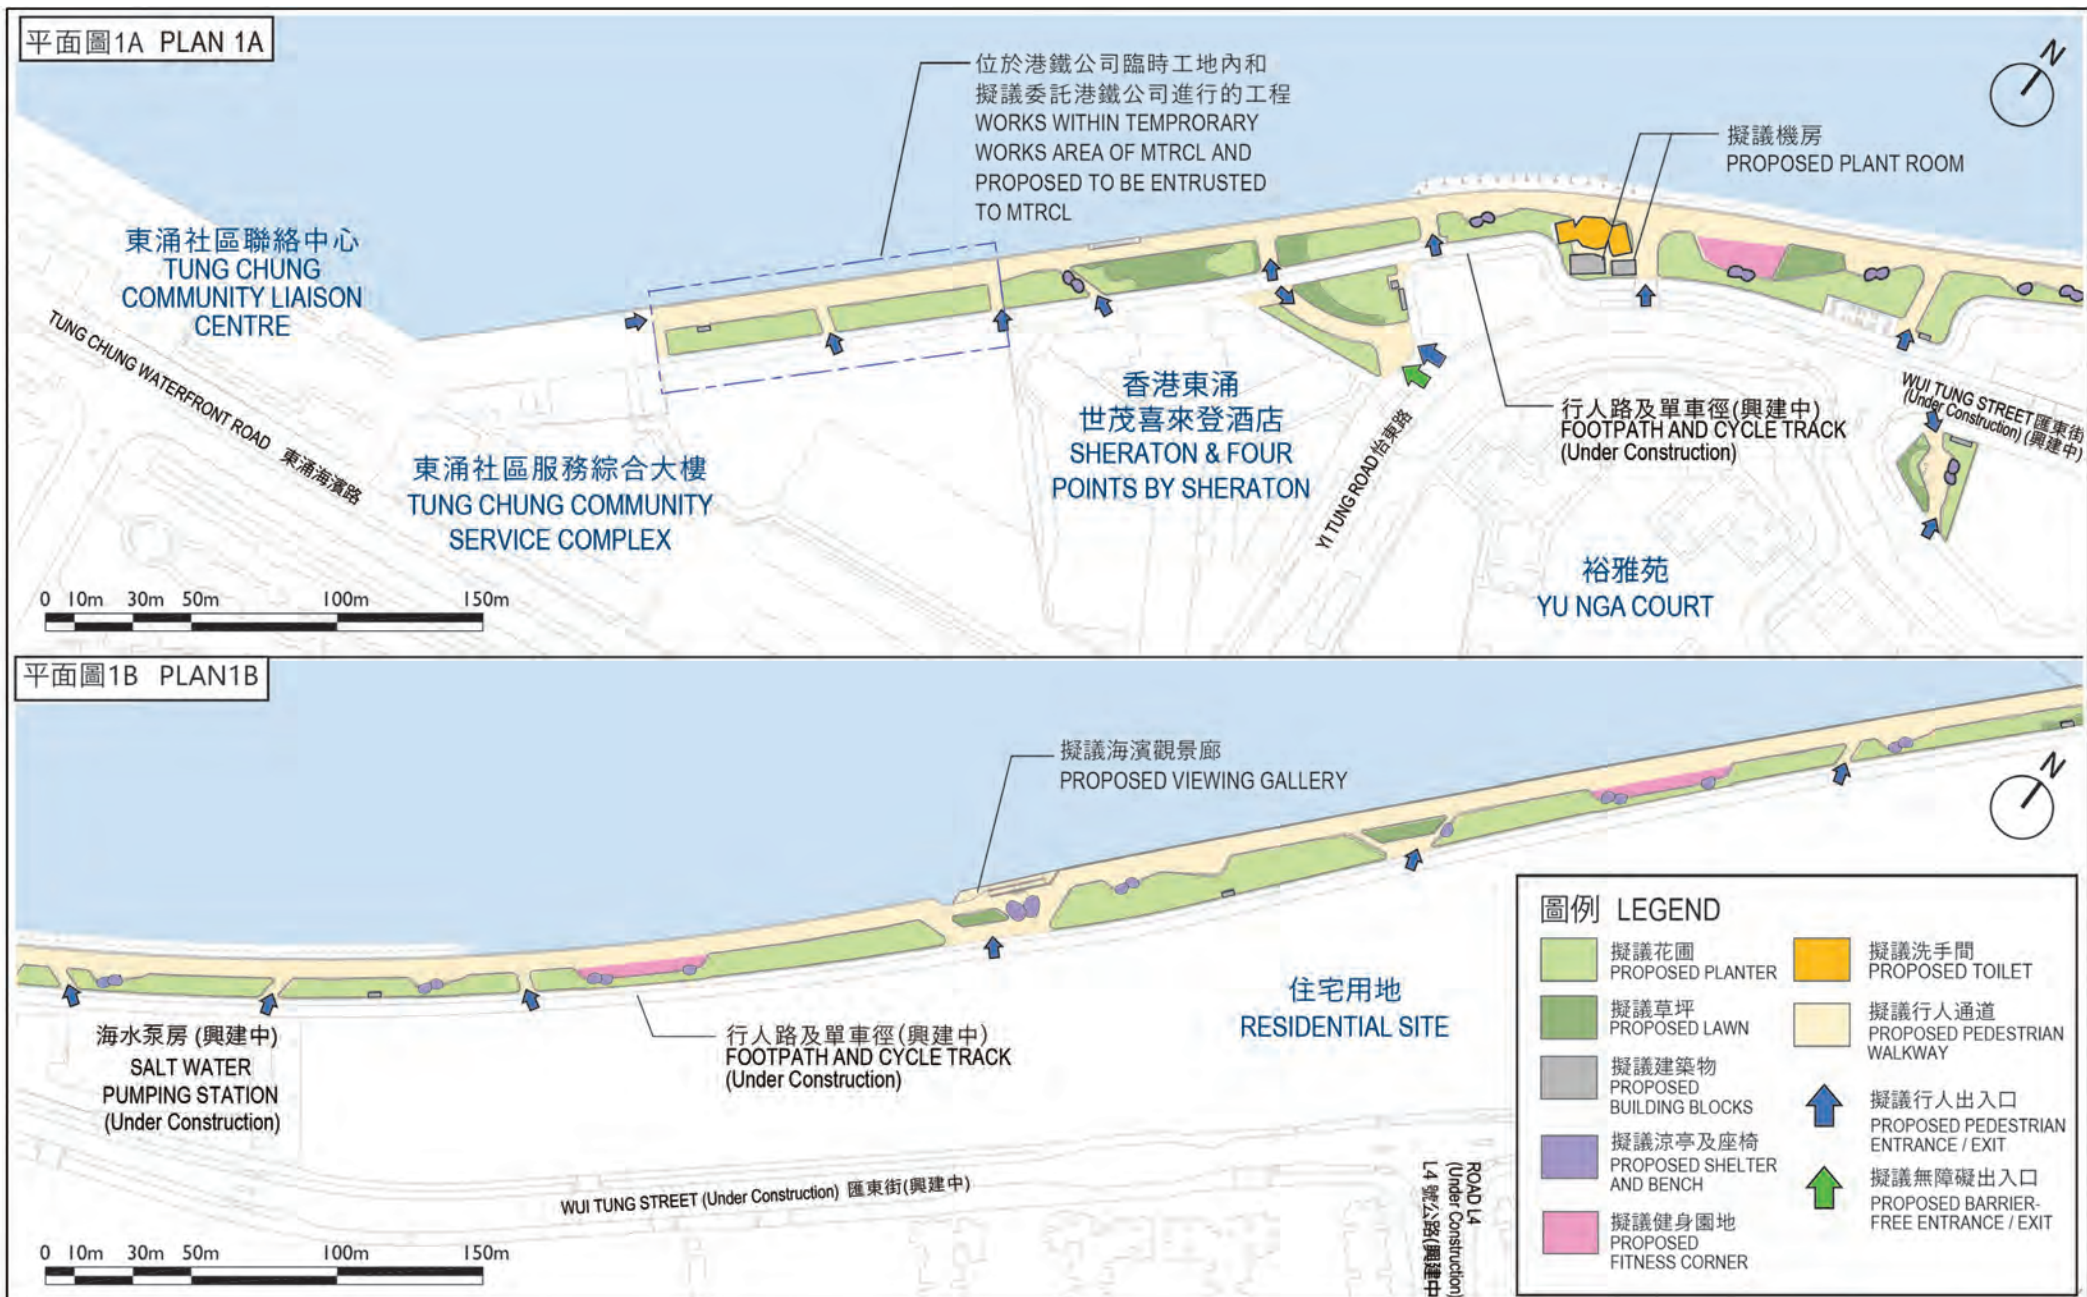 平面圖1A PLAN 1A
位於港鐵公司臨時工地內和
擬議委託港鐵公司進行的工程
WORKS WITHIN TEMPRORARY
WORKS AREA OF MTRCL AND
PROPOSED TO BE ENTRUSTED
TO MTRCL
N
擬議機房
PROPOSED PLANT ROOM
東涌社區聯絡中心
TUNG CHUNG
COMMUNITY LIAISON
CENTRE
TUNG CHUNG WATERFRONT ROAD 東涌海濱路
東涌社區服務綜合大樓
TUNG CHUNG COMMUNITY
SERVICE COMPLEX
香港東涌
世茂喜來登酒店
SHERATON & FOUR
POINTS BY SHERATON
YI TUNG ROAD 怡東路
行人路及單車徑(興建中)
FOOTPATH AND CYCLE TRACK
(Under Construction)
WUI TUNG STREET 匯東街
(Under Construction) (興建中)
裕雅苑
YU NGA COURT
0 10m 30m 50m 100m 150m
平面圖1B PLAN1B
擬議海濱觀景廊
PROPOSED VIEWING GALLERY
N
海水泵房 (興建中)
SALT WATER
PUMPING STATION
(Under Construction)
行人路及單車徑(興建中)
FOOTPATH AND CYCLE TRACK
(Under Construction)
住宅用地
RESIDENTIAL SITE
WUI TUNG STREET (Under Construction) 匯東街(興建中)
ROAD L4
(Under Construction)
L4 號公路(興建中
0 10m 30m 50m 100m 150m
圖例 LEGEND
擬議花圃
PROPOSED PLANTER
擬議草坪
PROPOSED LAWN
擬議建築物
PROPOSED
BUILDING BLOCKS
擬議涼亭及座椅
PROPOSED SHELTER
AND BENCH
擬議健身園地
PROPOSED
FITNESS CORNER
擬議洗手間
PROPOSED TOILET
擬議行人通道
PROPOSED PEDESTRIAN
WALKWAY
擬議行人出入口
PROPOSED PEDESTRIAN
ENTRANCE / EXIT
擬議無障礙出入口
PROPOSED BARRIER-
FREE ENTRANCE / EXIT